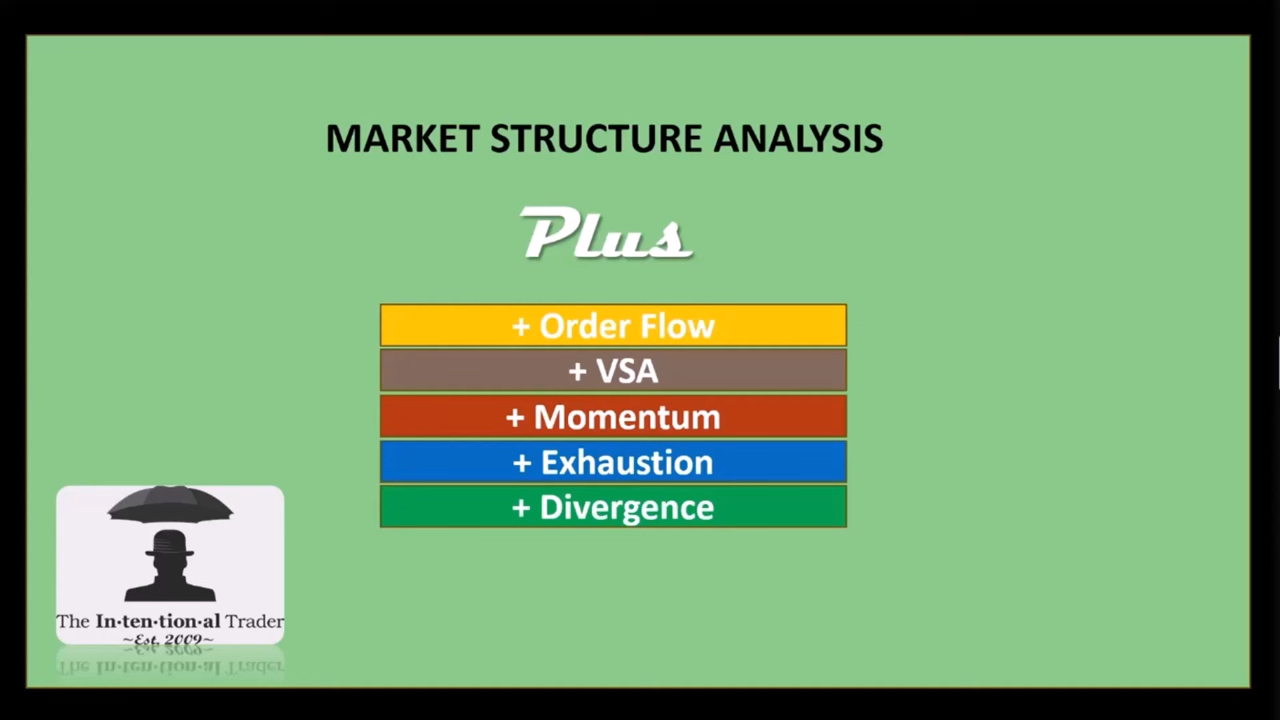 MARKET STRUCTURE ANALYSIS
Plus
+ Order Flow
+ VSA
+ Momentum
+ Exhaustion
+ Divergence
The In·ten·tion·al Trader
~Est. 2009~